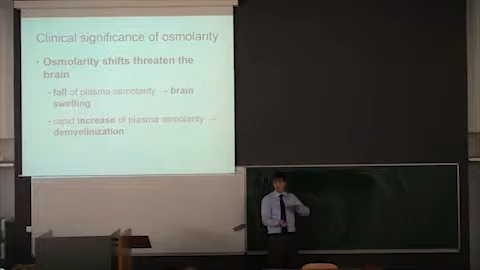 Clinical significance of osmolarity
• Osmolarity shifts threaten the
brain
- fall of plasma osmolarity → brain
swelling
- rapid increase of plasma osmolarity →
demyelinization